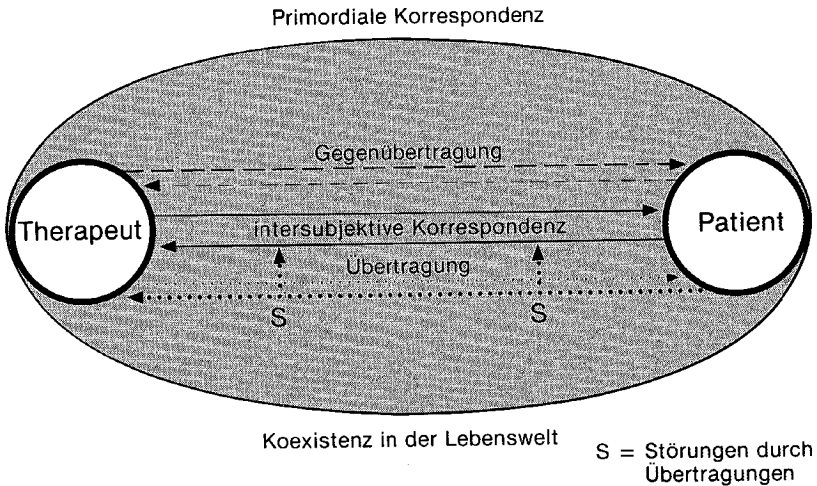 Primordiale Korrespondenz
Gegenübertragung
Therapeut
Patient
intersubjektive Korrespondenz
Übertragung
S
S
Koexistenz in der Lebenswelt
S = Störungen durch
Übertragungen